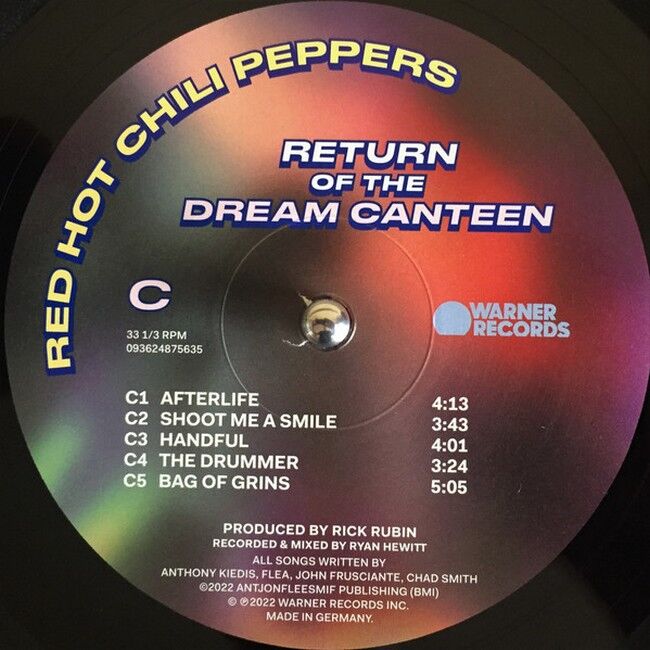 RED HOT CHILI PEPPERS
RETURN
OF THE
DREAM CANTEEN
C
33 1/3 RPM
093624875635
WARNER
RECORDS
C1 AFTERLIFE 4:13
C2 SHOOT ME A SMILE 3:43
C3 HANDFUL 4:01
C4 THE DRUMMER 3:24
C5 BAG OF GRINS 5:05
PRODUCED BY RICK RUBIN
RECORDED & MIXED BY RYAN HEWITT
ALL SONGS WRITTEN BY
ANTHONY KIEDIS, FLEA, JOHN FRUSCIANTE, CHAD SMITH
©2022 ANTJONFLEESMIF PUBLISHING (BMI)
© ℗2022 WARNER RECORDS INC.
MADE IN GERMANY.